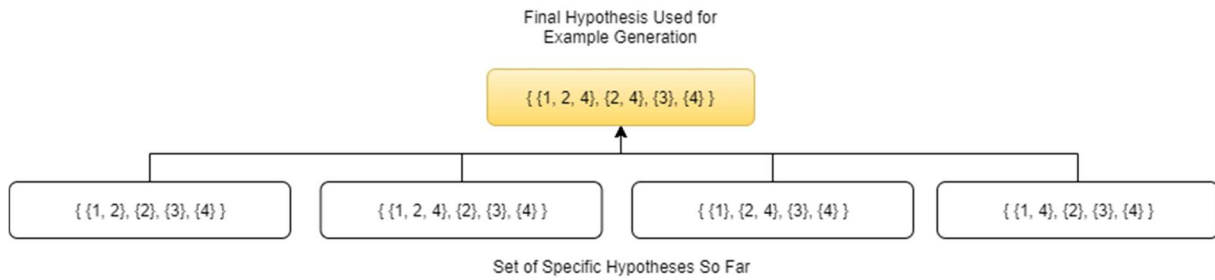 Final Hypothesis Used for
Example Generation
{ {1, 2, 4}, {2, 4}, {3}, {4} }
{ {1, 2}, {2}, {3}, {4} }
{ {1, 2, 4}, {2}, {3}, {4} }
{ {1}, {2, 4}, {3}, {4} }
{ {1, 4}, {2}, {3}, {4} }
Set of Specific Hypotheses So Far